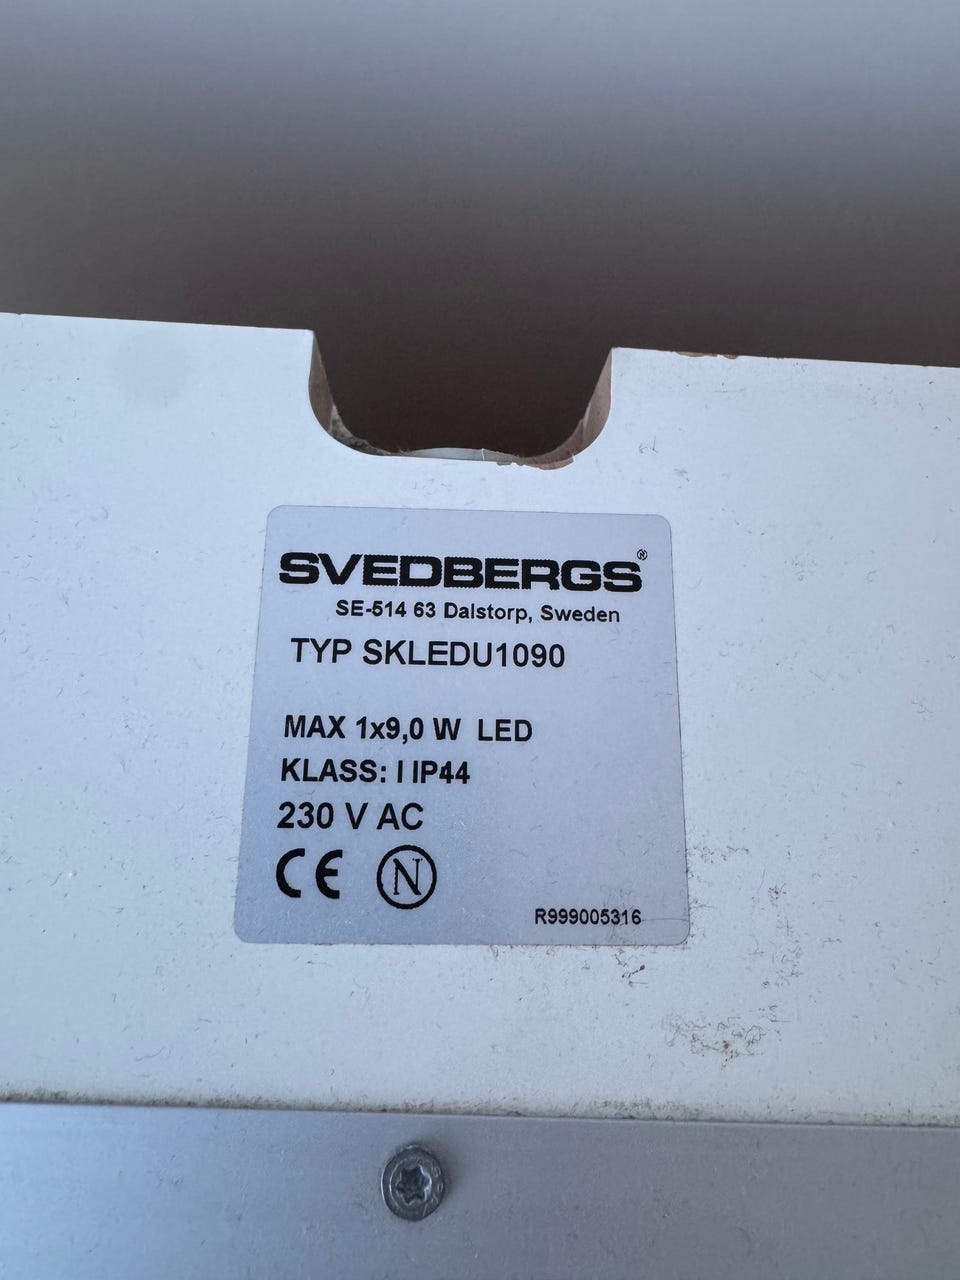 SVEDBERGS®
SE-514 63 Dalstorp, Sweden
TYP SKLEDU1090
MAX 1x9,0 W LED
KLASS: I IP44
230 V AC
CE N
R999005316